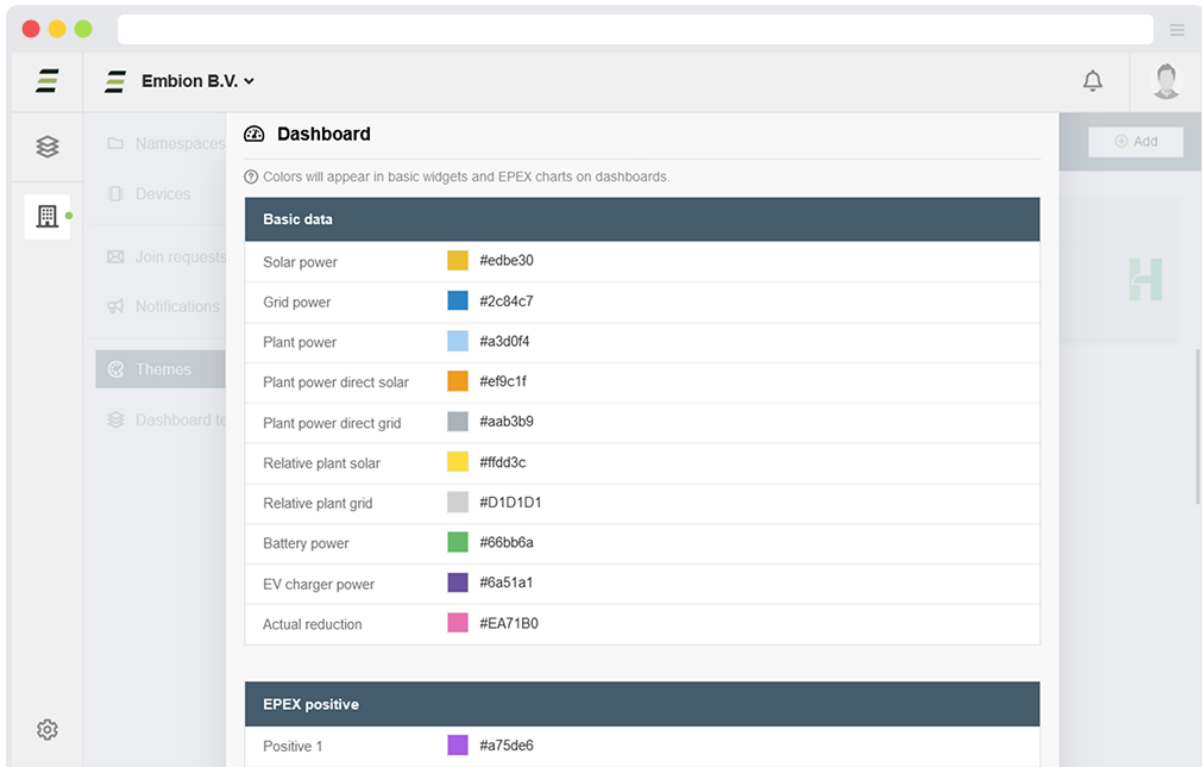 Embion B.V.
Namespaces
Devices
Join requests
Notifications
Themes
Dashboard te
Add
Dashboard
Colors will appear in basic widgets and EPEX charts on dashboards.
Basic data
Solar power #edbe30
Grid power #2c84c7
Plant power #a3d0f4
Plant power direct solar #ef9c1f
Plant power direct grid #aab3b9
Relative plant solar #ffdd3c
Relative plant grid #D1D1D1
Battery power #66bb6a
EV charger power #6a51a1
Actual reduction #EA71B0
EPEX positive
Positive 1 #a75de6